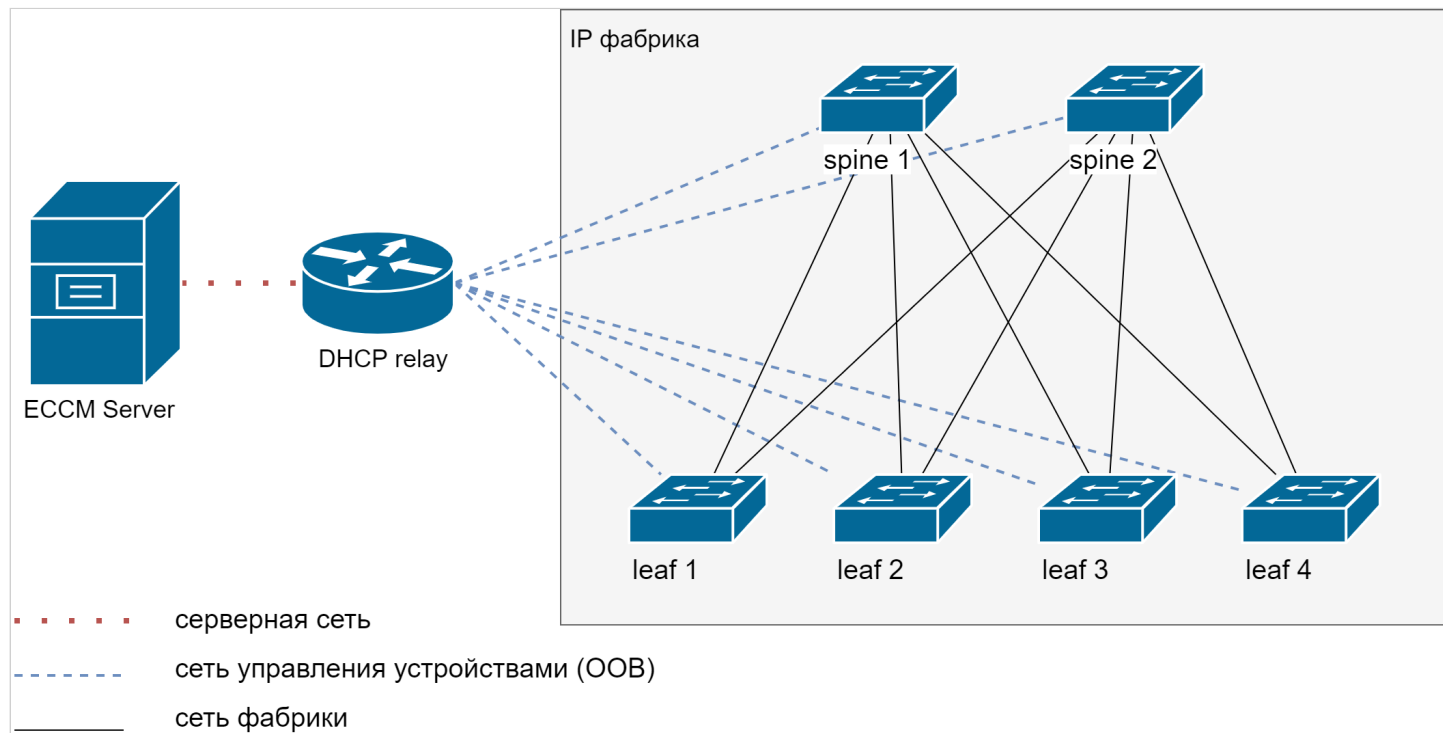 IP фабрика
spine 1
spine 2
DHCP relay
ECCM Server
leaf 1
leaf 2
leaf 3
leaf 4
серверная сеть
сеть управления устройствами (OOB)
сеть фабрики